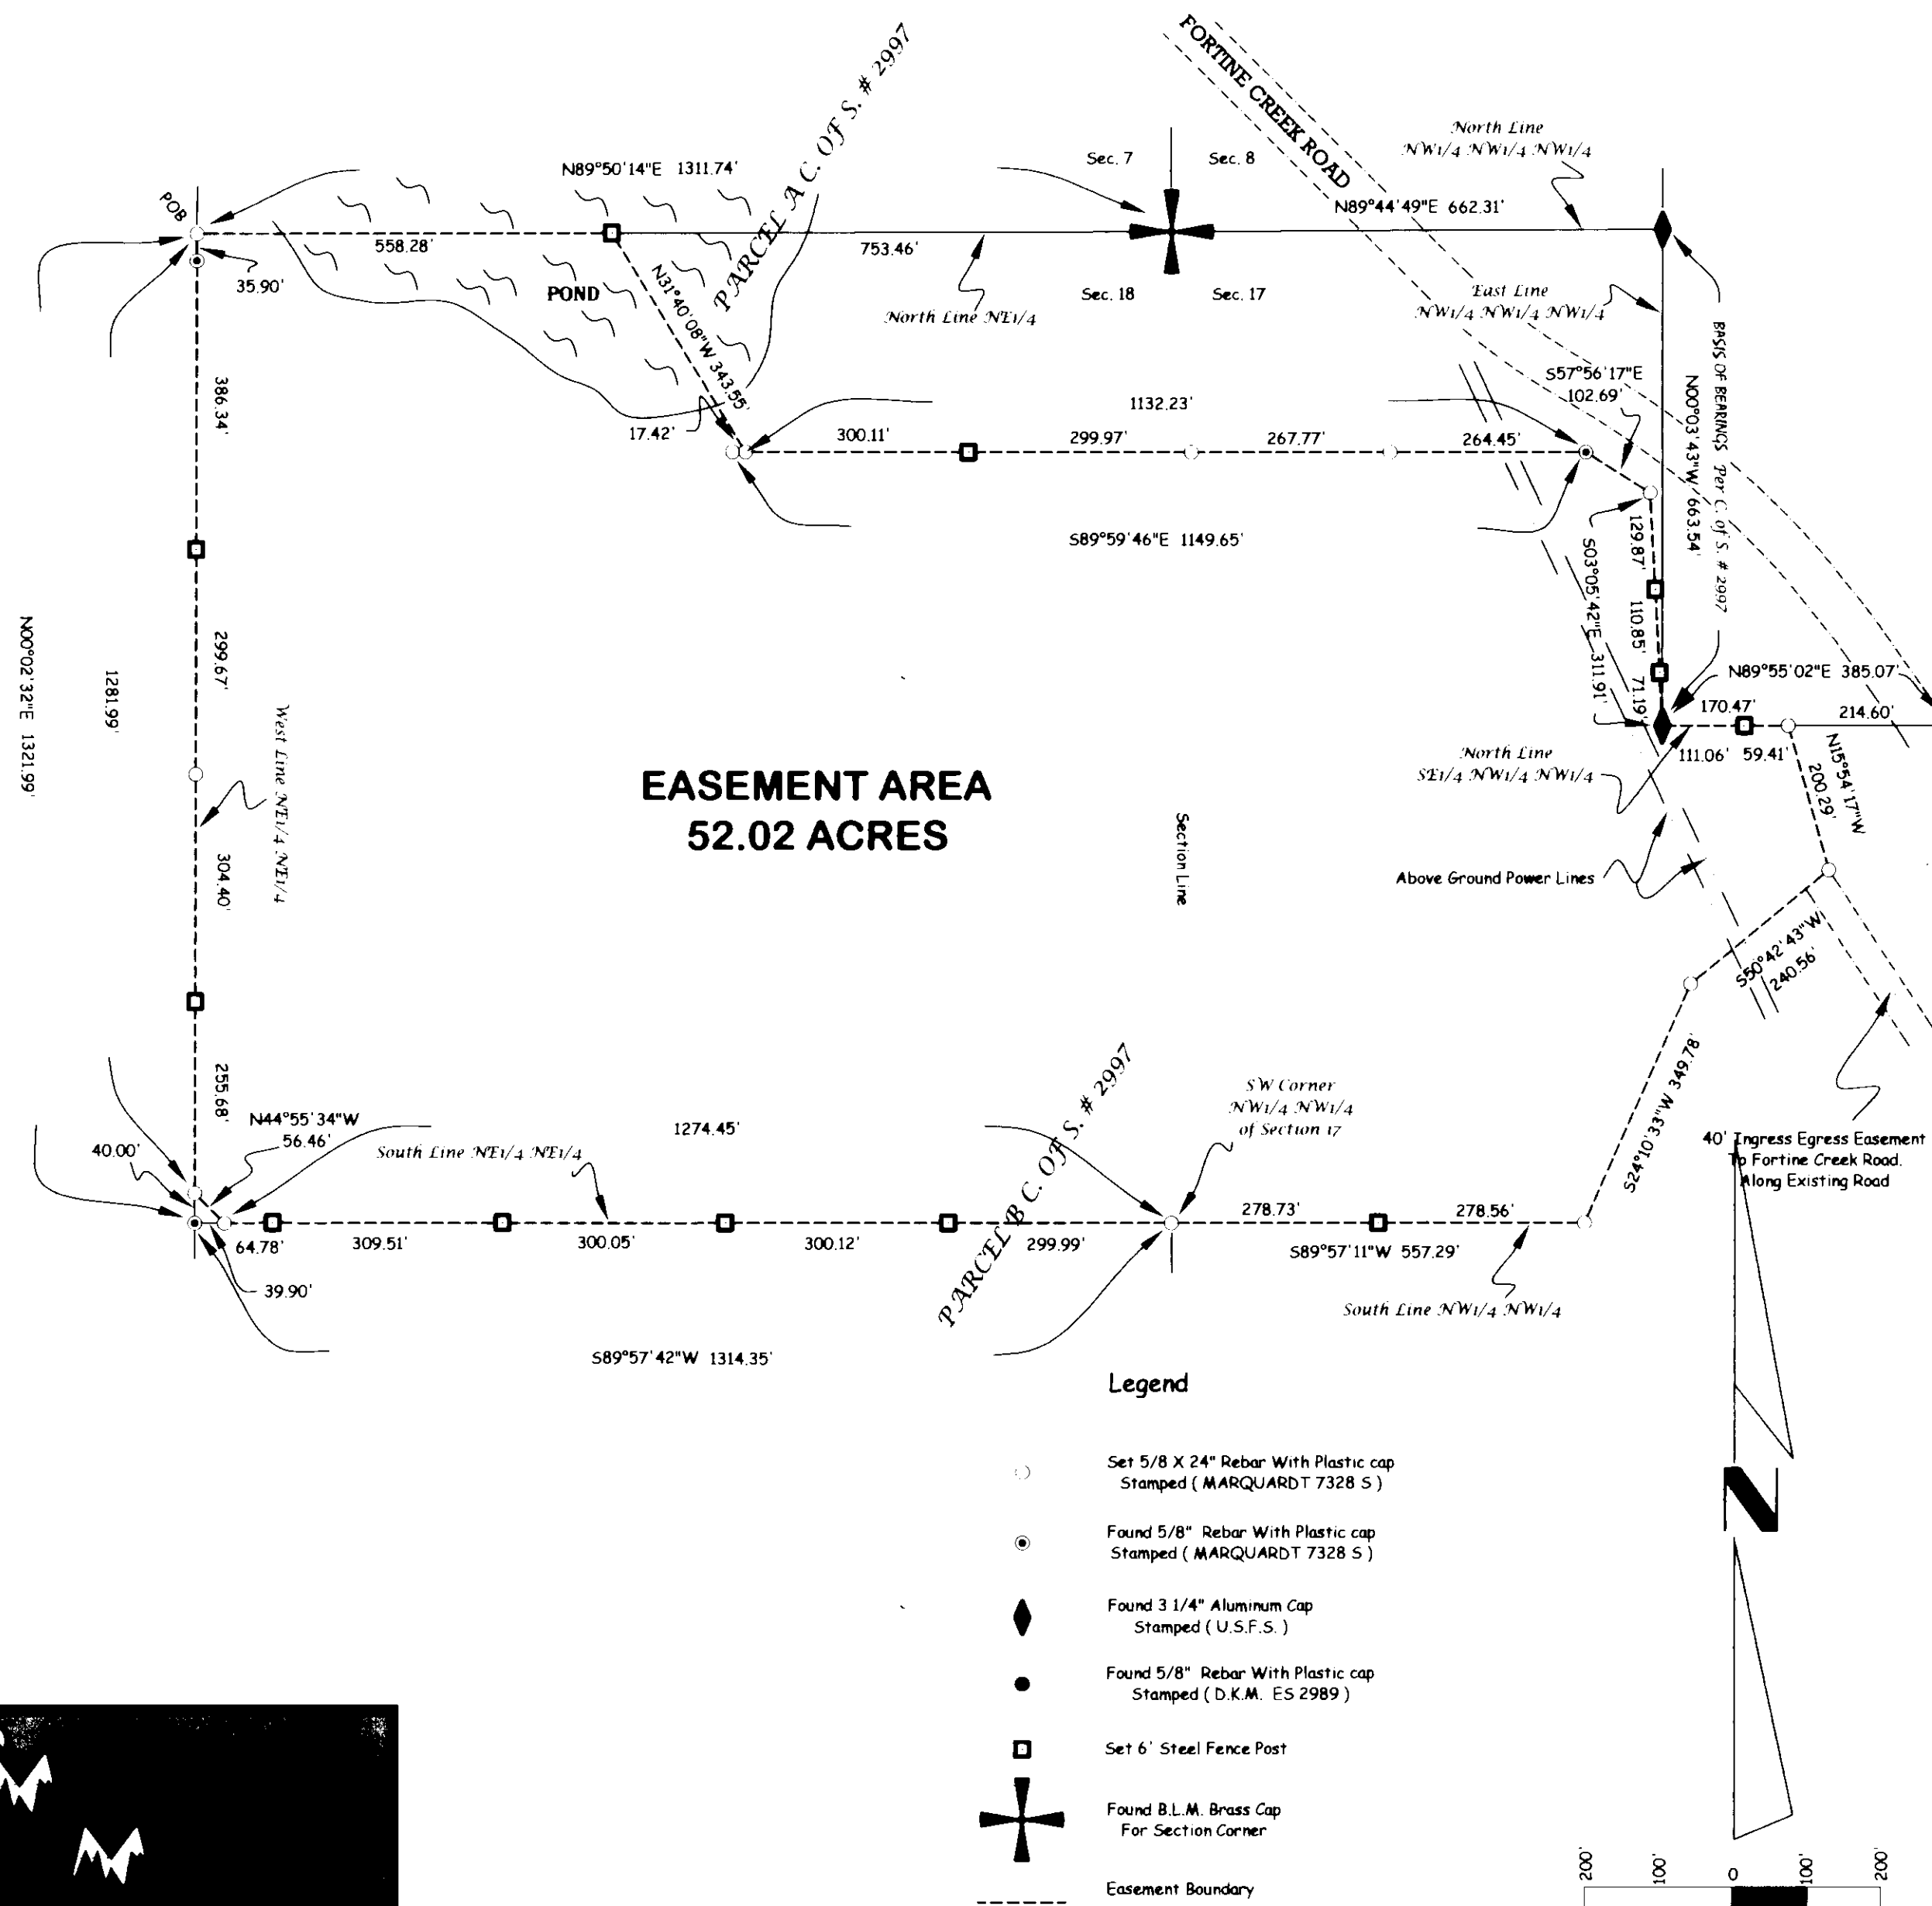 FORTINE CREEK ROAD
PARCEL A C. OF S. # 2997
North Line
NW1/4 NW1/4 NW1/4
Sec. 7
Sec. 8
N89°50'14"E 1311.74'
POB
N89°44'49"E 662.31'
558.28'
753.46'
35.90'
POND
N31°40'08"W 343.55'
North Line NE1/4
Sec. 18
Sec. 17
East Line
NW1/4 NW1/4 NW1/4
BASIS OF BEARINGS Per C. of S. # 2997
N00°03'43"W 663.54'
S57°56'17"E
102.69'
386.34'
1132.23'
17.42'
300.11'
299.97'
267.77'
264.45'
S89°59'46"E 1149.65'
129.87'
S03°05'42"E 311.91'
110.85'
71.19'
N00°02'32"E 1321.99'
1281.99'
299.67'
West Line NE1/4 NE1/4
N89°55'02"E 385.07'
170.47'
214.60'
111.06'
59.41'
N15°54'17"W
200.29'
North Line
SE1/4 NW1/4 NW1/4
EASEMENT AREA
52.02 ACRES
Section Line
304.40'
Above Ground Power Lines
S50°42'43"W
240.56'
S24°10'33"W 349.78'
255.68'
N44°55'34"W
56.46'
40.00'
South Line NE1/4 NE1/4
1274.45'
PARCEL B C. OF S. # 2997
SW Corner
NW1/4 NW1/4
of Section 17
40' Ingress Egress Easement
To Fortine Creek Road.
Along Existing Road
64.78'
309.51'
300.05'
300.12'
299.99'
278.73'
278.56'
S89°57'11"W 557.29'
39.90'
South Line NW1/4 NW1/4
S89°57'42"W 1314.35'
Legend
Set 5/8 X 24" Rebar With Plastic cap
Stamped ( MARQUARDT 7328 S )
Found 5/8" Rebar With Plastic cap
Stamped ( MARQUARDT 7328 S )
Found 3 1/4" Aluminum Cap
Stamped ( U.S.F.S. )
Found 5/8" Rebar With Plastic cap
Stamped ( D.K.M. ES 2989 )
Set 6' Steel Fence Post
Found B.L.M. Brass Cap
For Section Corner
Easement Boundary
N
200'
100'
0
100'
200'